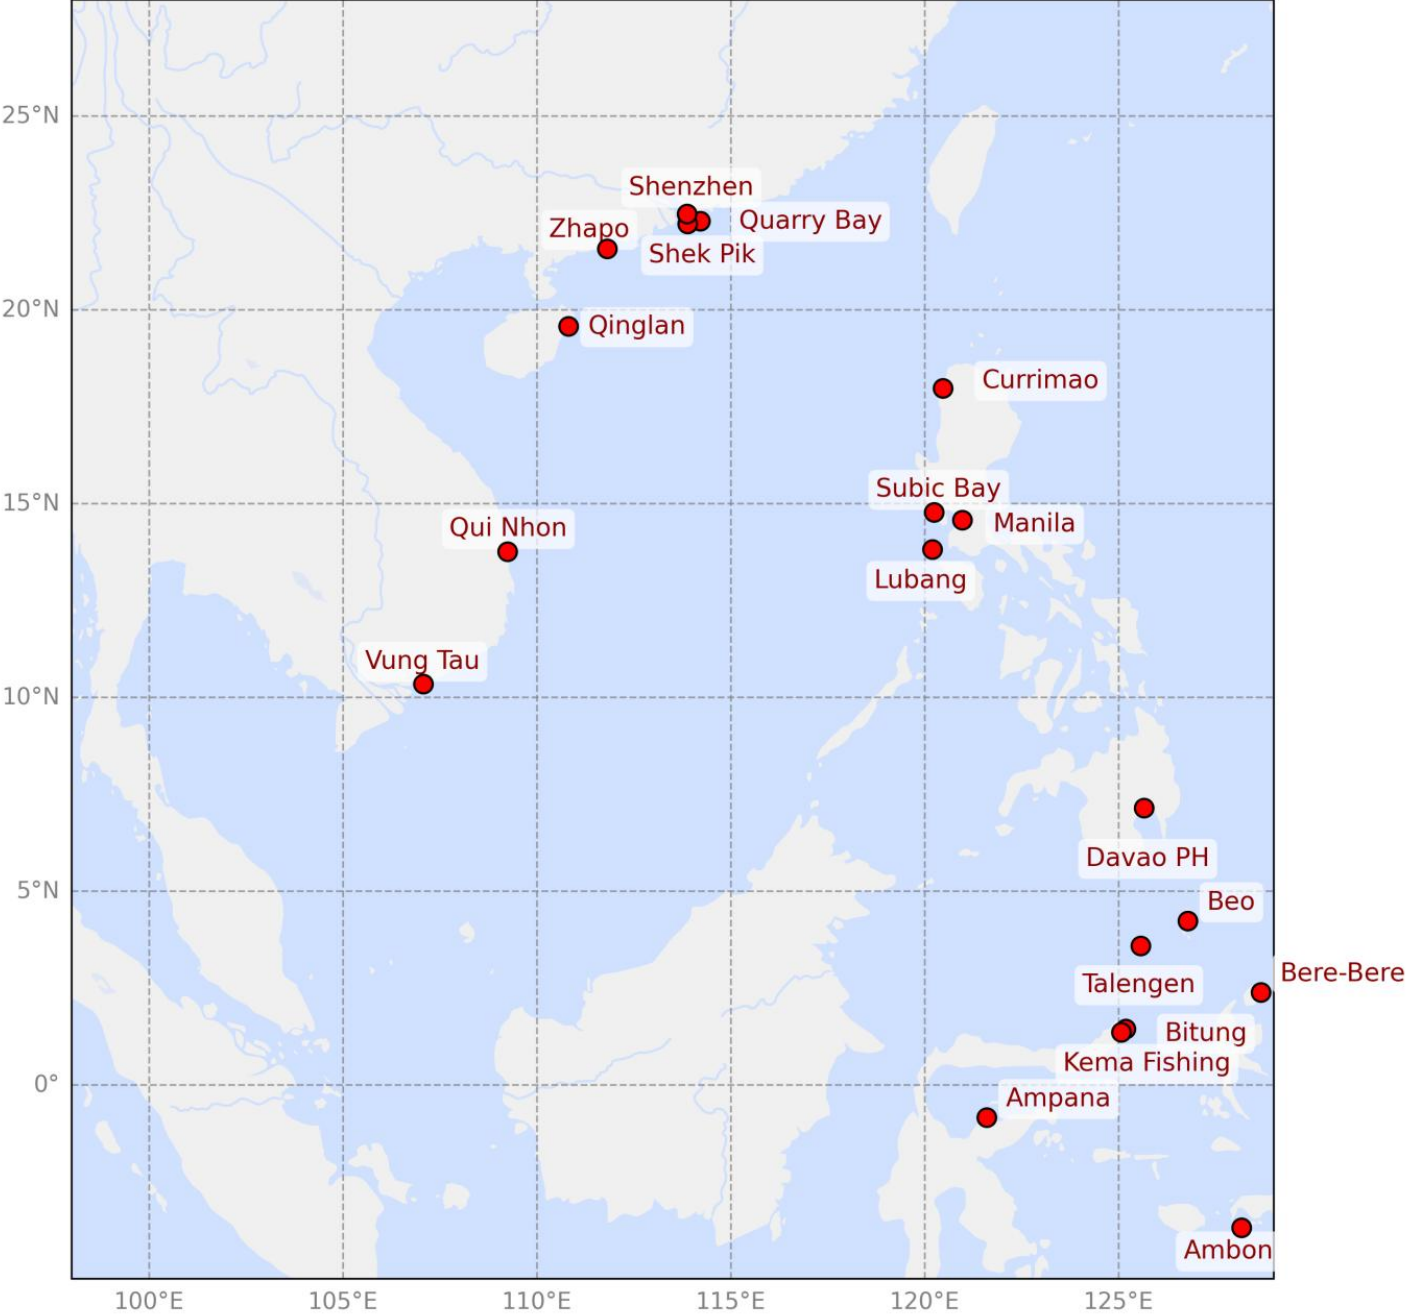 25°N
Shenzhen
Quarry Bay
Zhapo
Shek Pik
20°N
Qinglan
Currimao
15°N
Subic Bay
Manila
Qui Nhon
Lubang
Vung Tau
10°N
Davao PH
5°N
Beo
Bere-Bere
Talengen
Bitung
Kema Fishing
0°
Ampana
Ambon
100°E 105°E 110°E 115°E 120°E 125°E